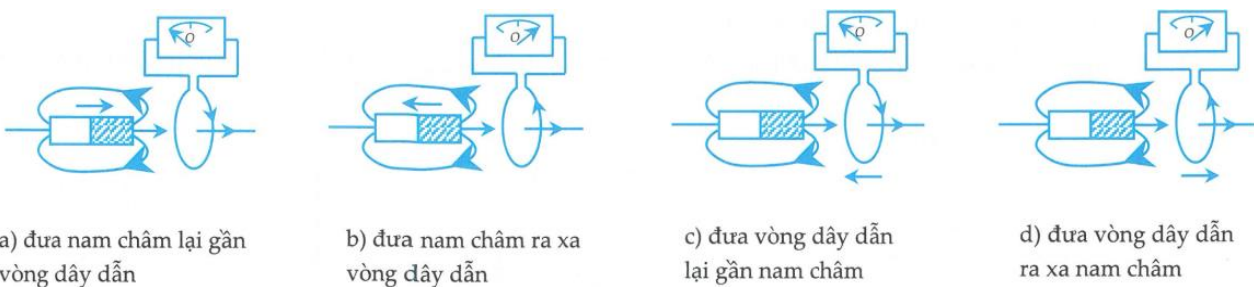 O
O
O
O
a) đưa nam châm lại gần
vòng dây dẫn
b) đưa nam châm ra xa
vòng dây dẫn
c) đưa vòng dây dẫn
lại gần nam châm
d) đưa vòng dây dẫn
ra xa nam châm